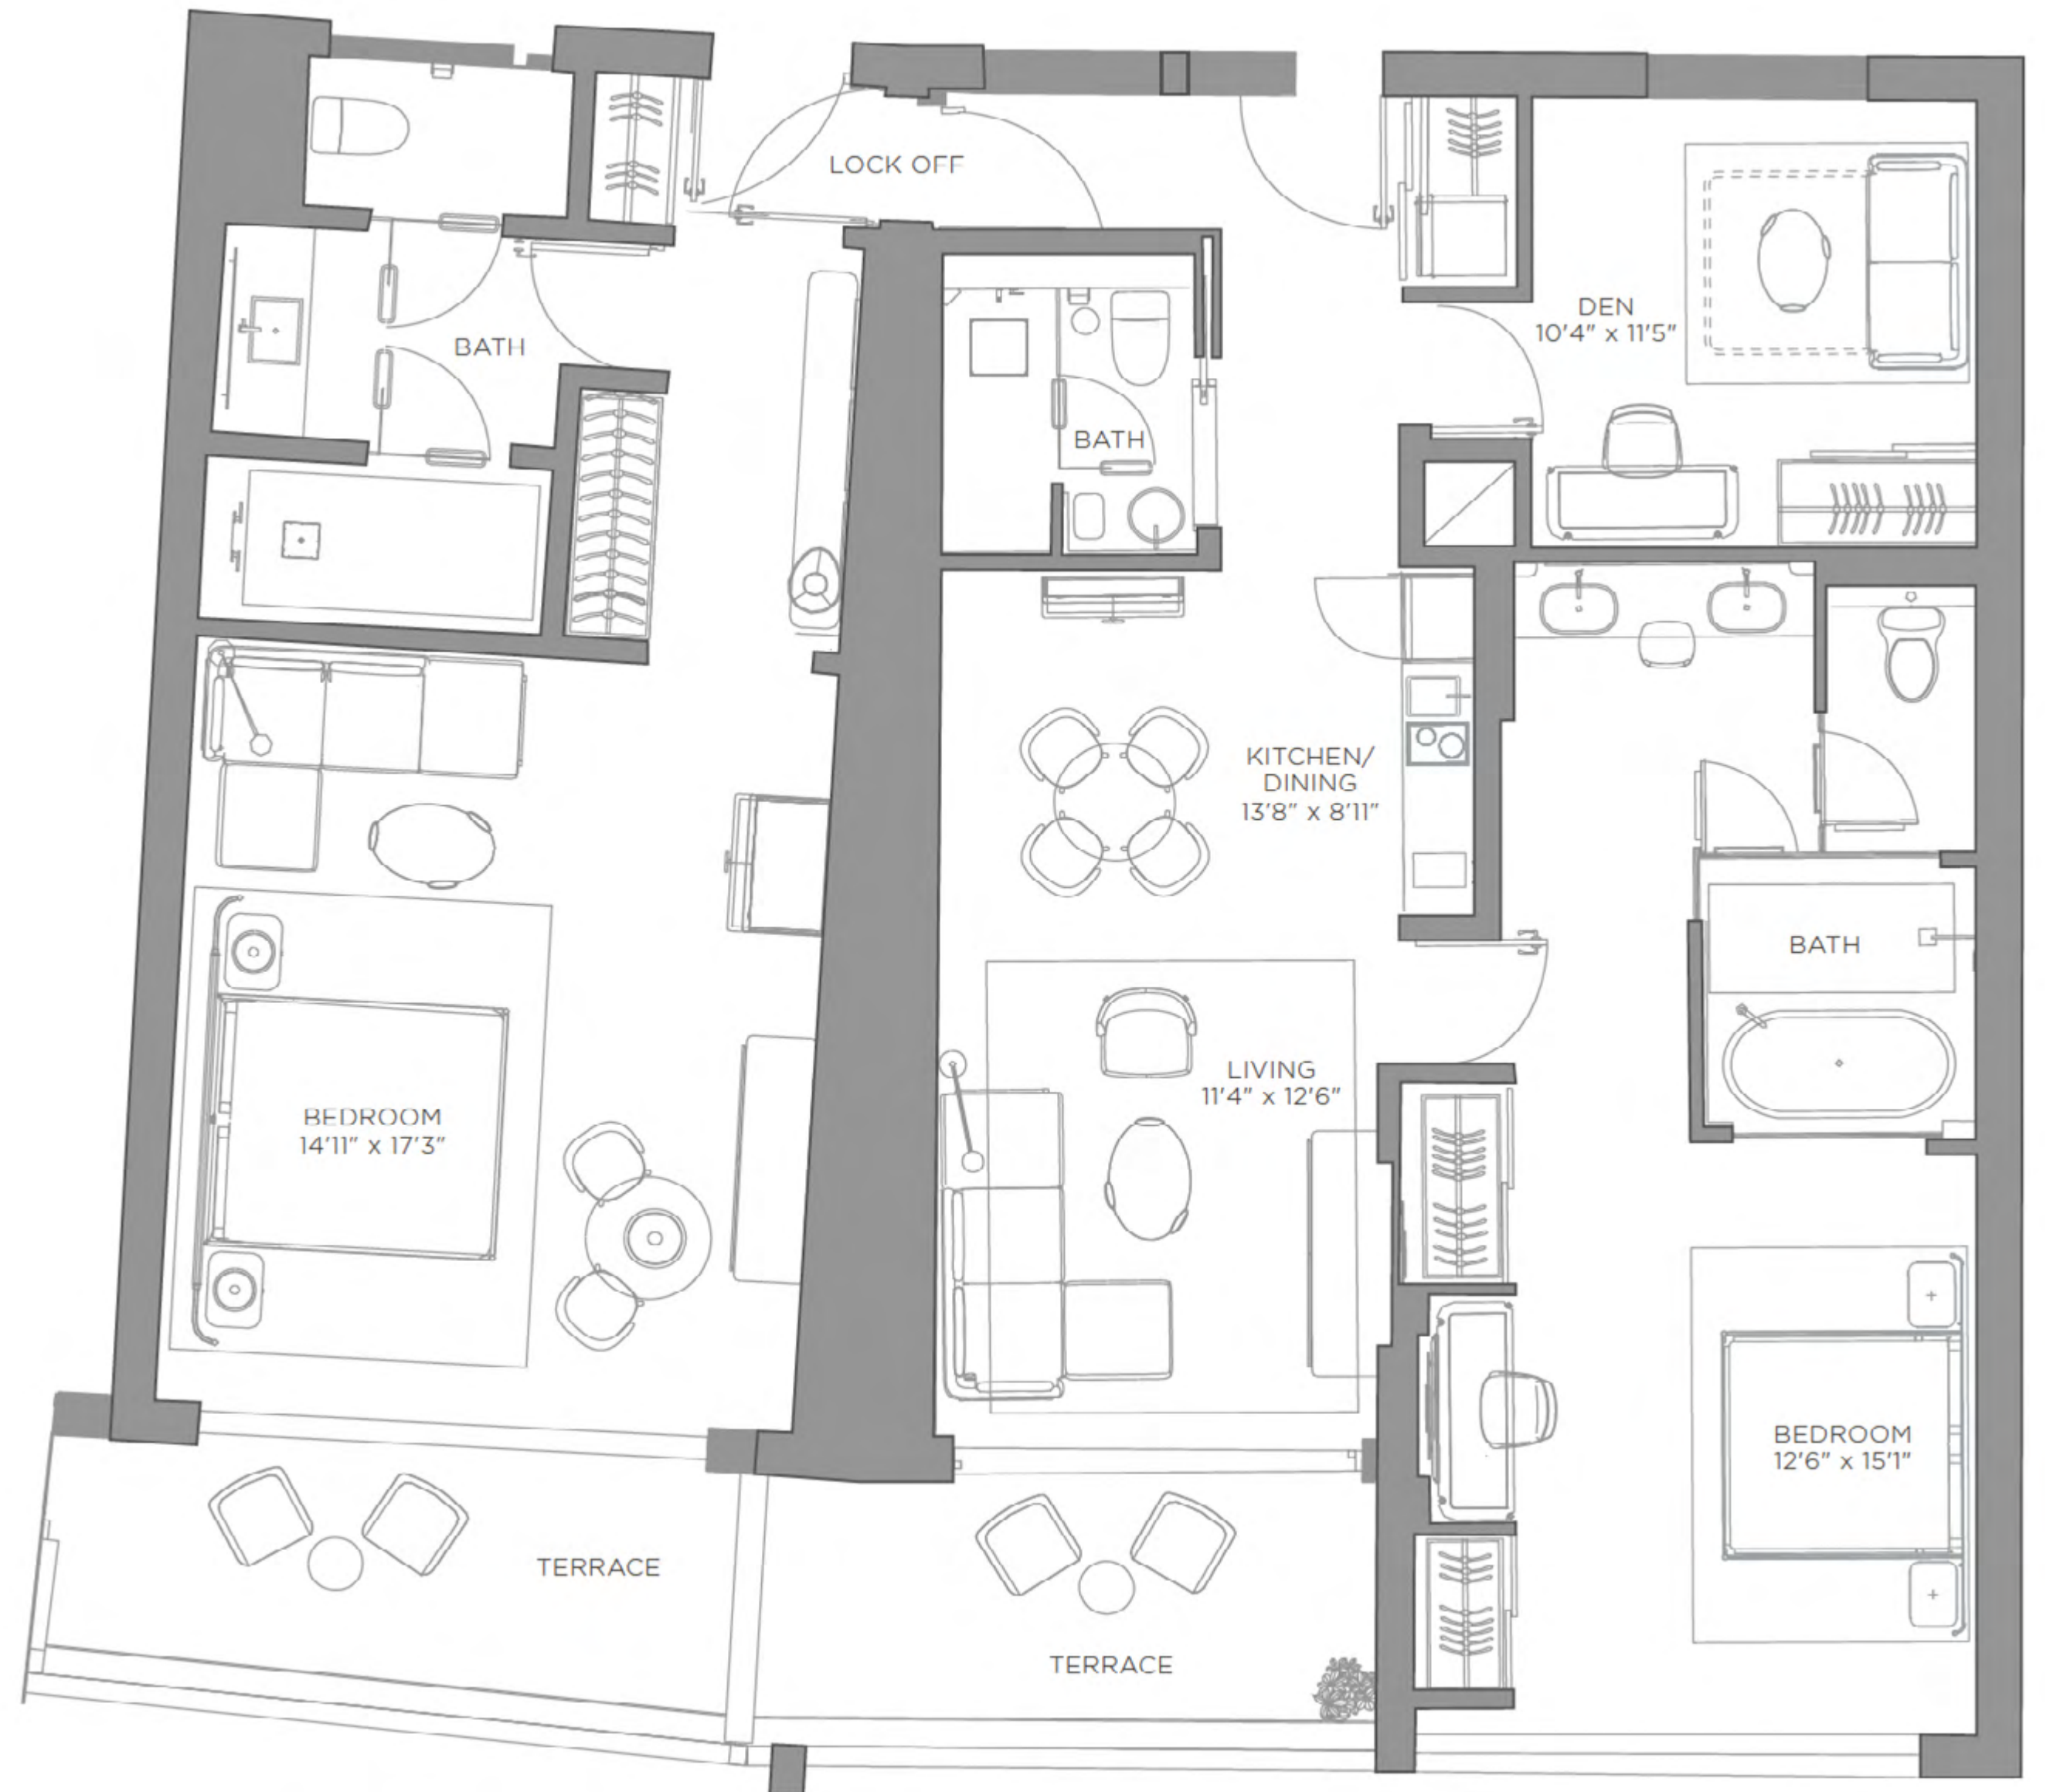 LOCK OFF
DEN
10'4" x 11'5"
BATH
BATH
KITCHEN/
DINING
13'8" x 8'11"
BATH
LIVING
11'4" x 12'6"
BEDROOM
14'11" x 17'3"
BEDROOM
12'6" x 15'1"
TERRACE
TERRACE